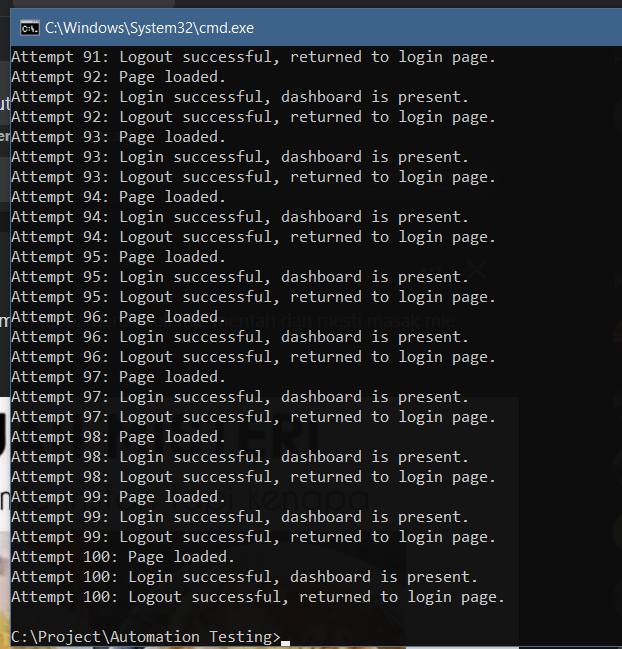 C:\Windows\System32\cmd.exe
Attempt 91: Logout successful, returned to login page.
Attempt 92: Page loaded.
Attempt 92: Login successful, dashboard is present.
Attempt 92: Logout successful, returned to login page.
Attempt 93: Page loaded.
Attempt 93: Login successful, dashboard is present.
Attempt 93: Logout successful, returned to login page.
Attempt 94: Page loaded.
Attempt 94: Login successful, dashboard is present.
Attempt 94: Logout successful, returned to login page.
Attempt 95: Page loaded.
Attempt 95: Login successful, dashboard is present.
Attempt 95: Logout successful, returned to login page.
Attempt 96: Page loaded.
Attempt 96: Login successful, dashboard is present.
Attempt 96: Logout successful, returned to login page.
Attempt 97: Page loaded.
Attempt 97: Login successful, dashboard is present.
Attempt 97: Logout successful, returned to login page.
Attempt 98: Page loaded.
Attempt 98: Login successful, dashboard is present.
Attempt 98: Logout successful, returned to login page.
Attempt 99: Page loaded.
Attempt 99: Login successful, dashboard is present.
Attempt 99: Logout successful, returned to login page.
Attempt 100: Page loaded.
Attempt 100: Login successful, dashboard is present.
Attempt 100: Logout successful, returned to login page.
C:\Project\Automation Testing>